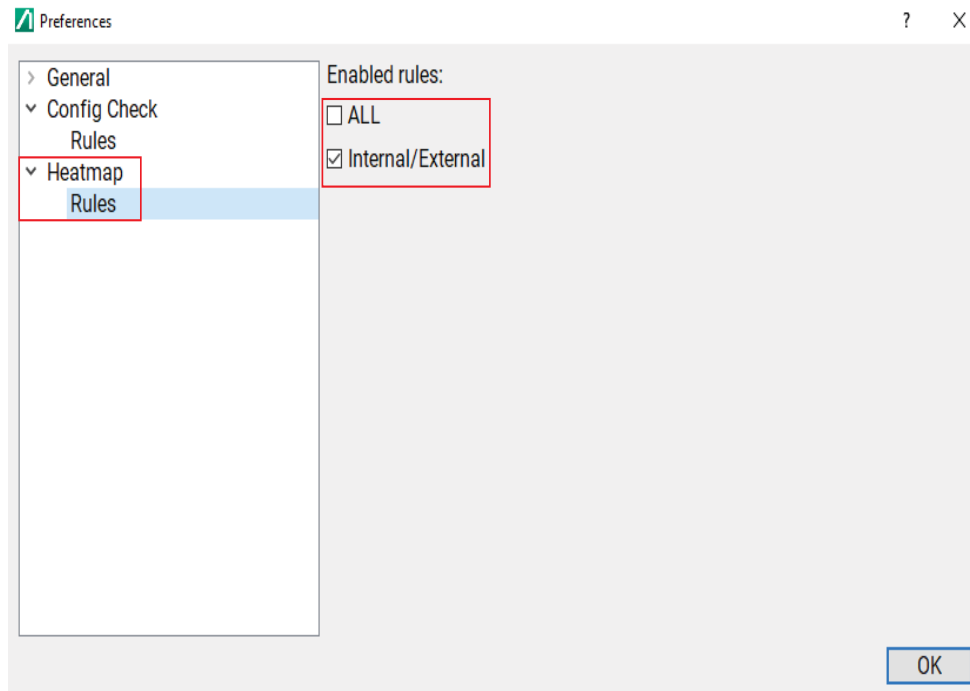 Preferences
?
General
Config Check
Rules
Heatmap
Rules
Enabled rules:
ALL
Internal/External
OK